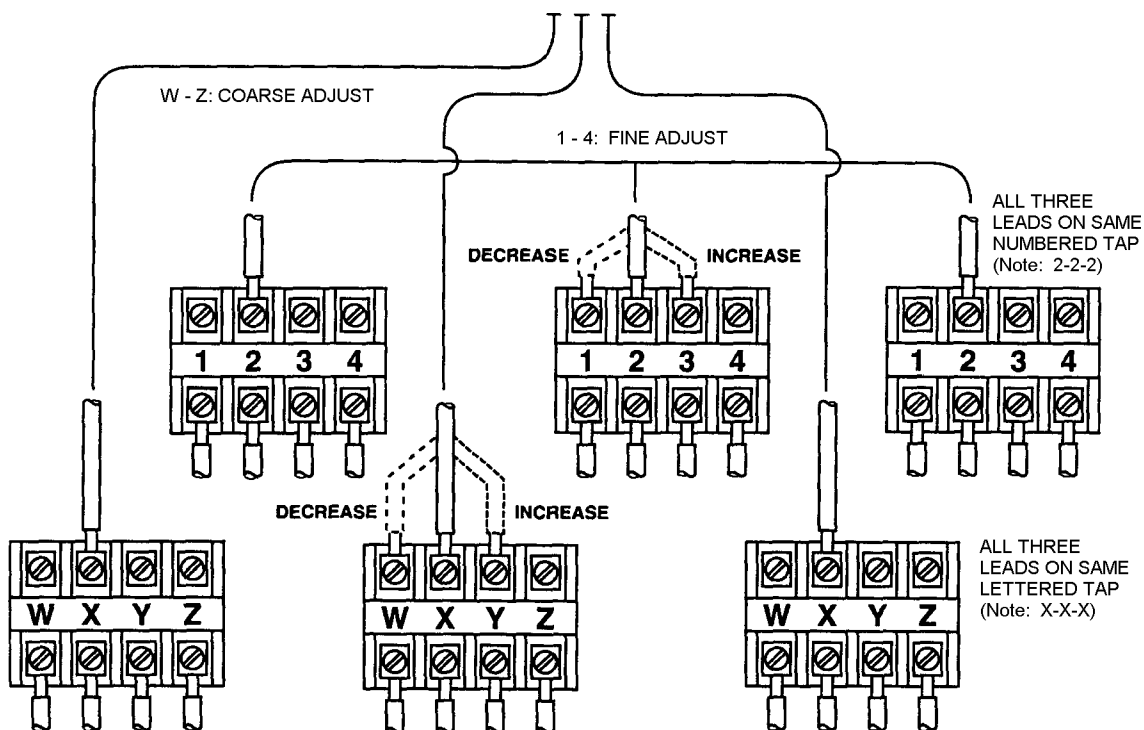 W - Z: COARSE ADJUST
1 - 4: FINE ADJUST
ALL THREE
LEADS ON SAME
NUMBERED TAP
(Note: 2-2-2)
DECREASE
INCREASE
1 2 3 4
1 2 3 4
1 2 3 4
DECREASE
INCREASE
ALL THREE
LEADS ON SAME
LETTERED TAP
(Note: X-X-X)
W X Y Z
W X Y Z
W X Y Z